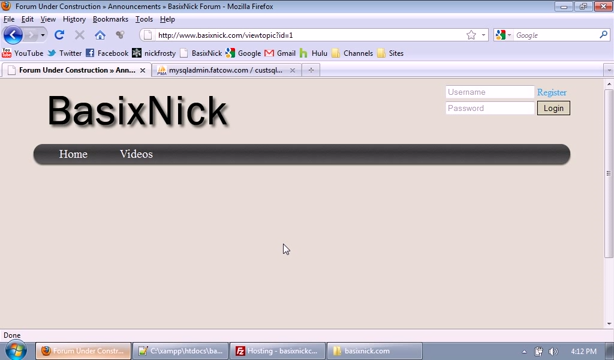 Forum Under Construction » Announcements » BasixNick Forum - Mozilla Firefox
File Edit View History Bookmarks Tools Help
http://www.basixnick.com/viewtopic?id=1
Google
YouTube Twitter Facebook nickfrosty BasixNick Google Gmail Hulu Channels Sites
Forum Under Construction » Ann... mysqladmin.fatcow.com / custsql...
BasixNick
Username Register
Password Login
Home Videos
Done
Forum Under Constr... C:\xampp\htdocs\ba... Hosting - basixnickc... basixnick.com 4:12 PM